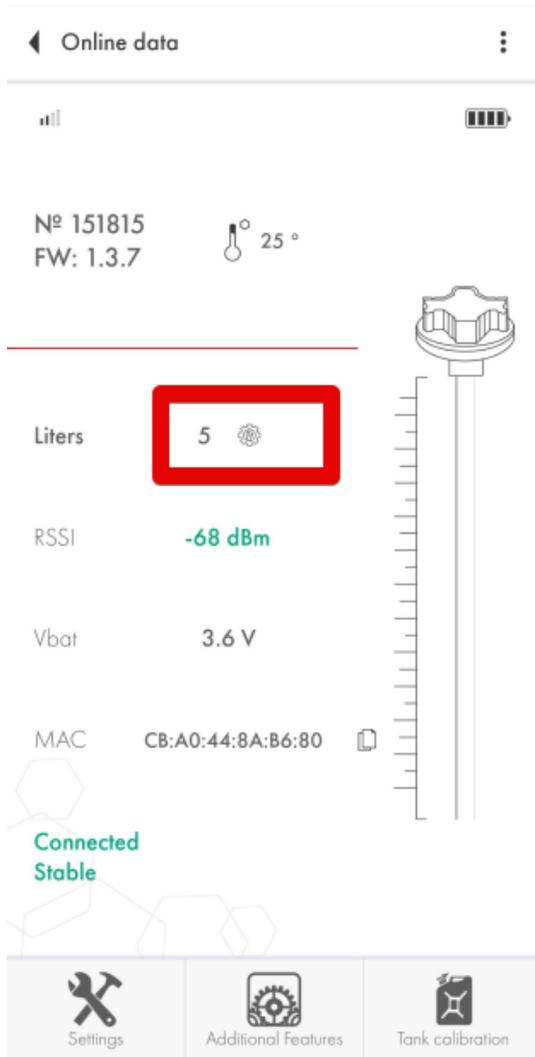 Online data
№ 151815
FW: 1.3.7
25 °
Liters 5
RSSI -68 dBm
Vbat 3.6 V
MAC CB:A0:44:8A:B6:80
Connected
Stable
Settings Additional Features Tank calibration